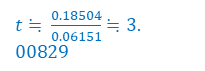 t ≒ 0.18504/0.06151 ≒ 3.
00829